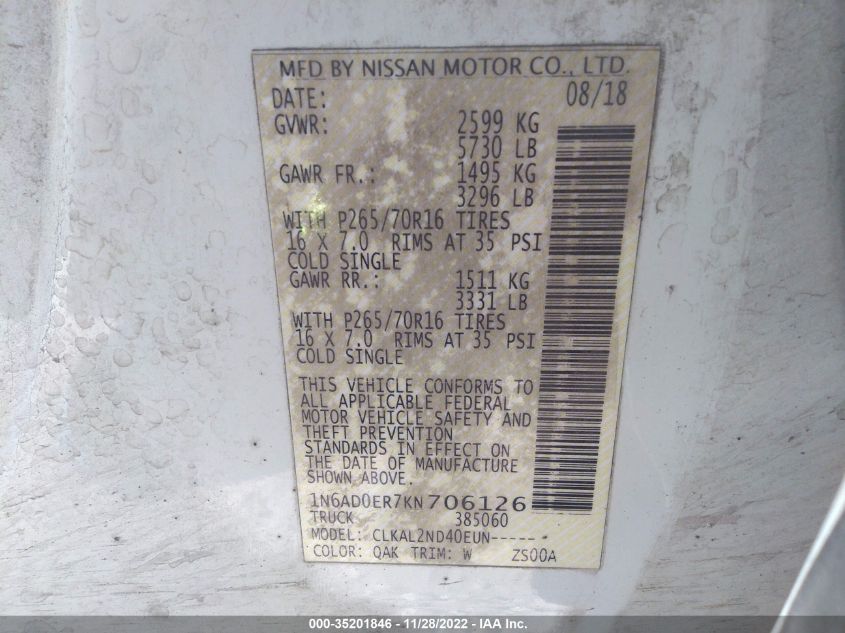 MFD BY NISSAN MOTOR CO., LTD.
DATE: 08/18
GVWR: 2599 KG
5730 LB
GAWR FR.: 1495 KG
3296 LB
WITH P265/70R16 TIRES
16 X 7.0 RIMS AT 35 PSI
COLD SINGLE
GAWR RR.: 1511 KG
3331 LB
WITH P265/70R16 TIRES
16 X 7.0 RIMS AT 35 PSI
COLD SINGLE
THIS VEHICLE CONFORMS TO
ALL APPLICABLE FEDERAL
MOTOR VEHICLE SAFETY AND
THEFT PREVENTION
STANDARDS IN EFFECT ON
THE DATE OF MANUFACTURE
SHOWN ABOVE.
1N6AD0ER7KN706126
TRUCK 385060
MODEL: CLKAL2ND40EUN-----
COLOR: QAK TRIM: W ZS00A
000-35201846 - 11/28/2022 - IAA Inc.